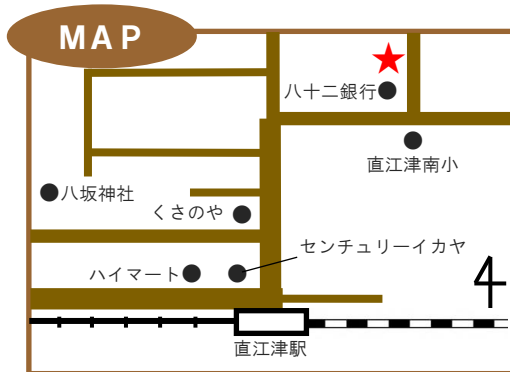 MAP
八十二銀行
直江津南小
八坂神社
くさのや
センチュリーイカヤ
ハイマート
直江津駅